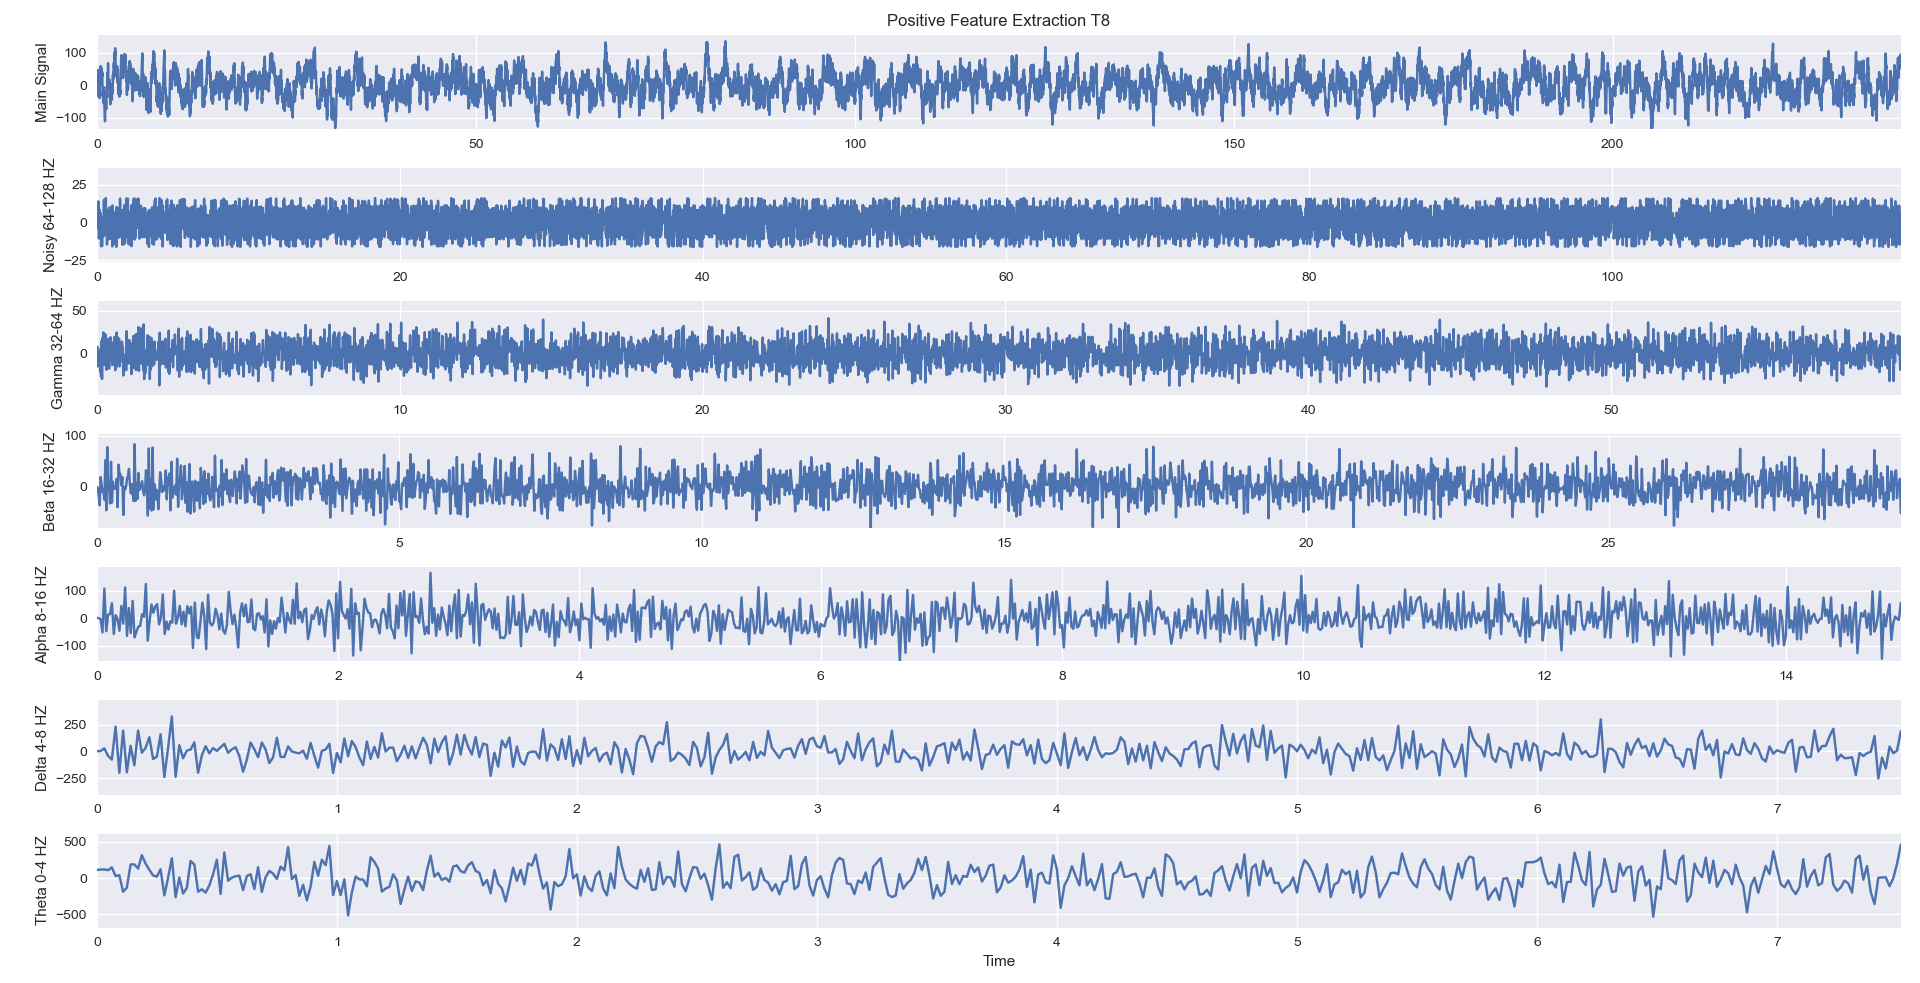 Positive Feature Extraction T8
Main Signal
100
0
−100
0 50 100 150 200
Noisy 64-128 HZ
25
0
−25
0 20 40 60 80 100
Gamma 32-64 HZ
50
0
0 10 20 30 40 50
Beta 16-32 HZ
100
0
0 5 10 15 20 25
Alpha 8-16 HZ
100
0
−100
0 2 4 6 8 10 12 14
Delta 4-8 HZ
250
0
−250
0 1 2 3 4 5 6 7
Theta 0-4 HZ
500
0
−500
0 1 2 3 4 5 6 7
Time